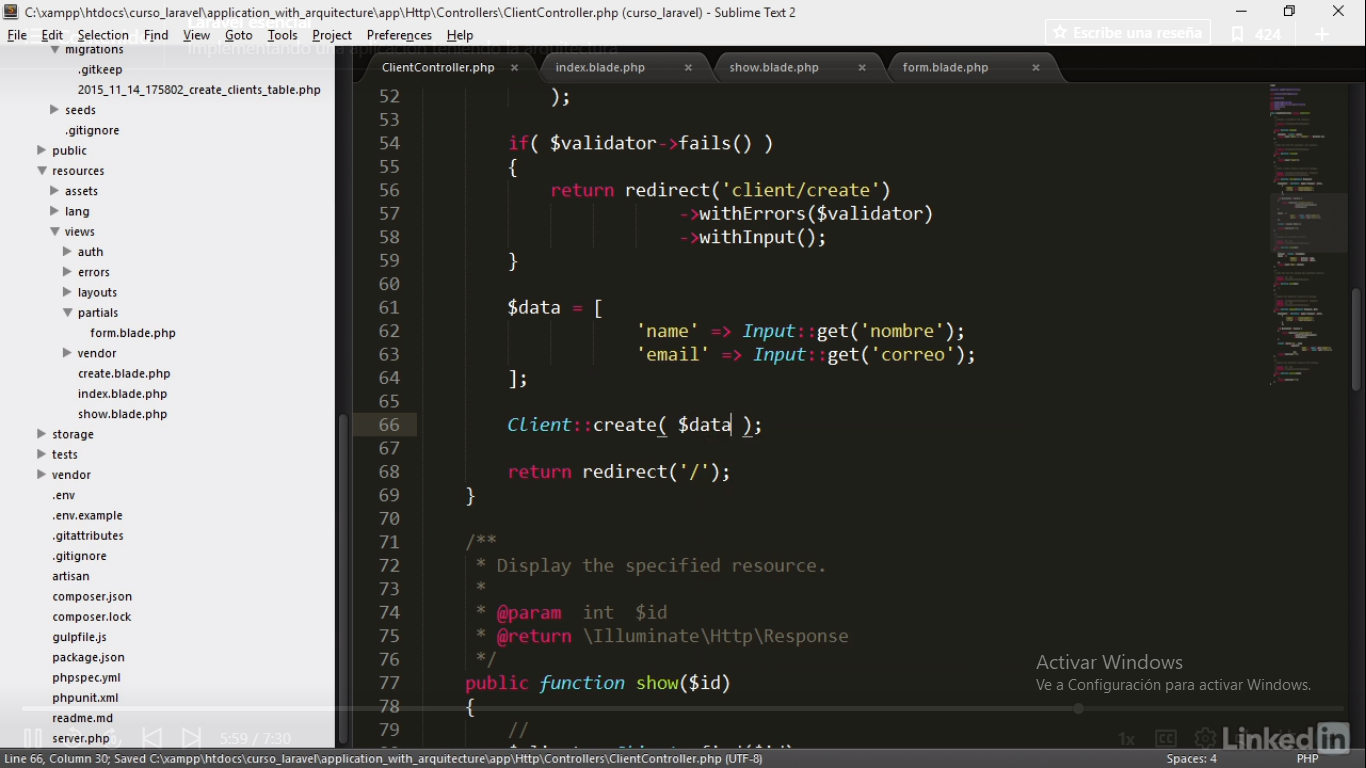 C:\xampp\htdocs\curso_laravel\application_with_arquitecture\app\Http\Controllers\ClientController.php (curso_laravel) - Sublime Text 2
Laravel esencial
File Edit Selection Find View Goto Tools Project Preferences Help
Implementando una aplicación teniendo la arquitectura
Escribe una reseña
424
migrations
.gitkeep
2015_11_14_175802_create_clients_table.php
seeds
.gitignore
public
resources
assets
lang
views
auth
errors
layouts
partials
form.blade.php
vendor
create.blade.php
index.blade.php
show.blade.php
storage
tests
vendor
.env
.env.example
.gitattributes
.gitignore
artisan
composer.json
composer.lock
gulpfile.js
package.json
phpspec.yml
phpunit.xml
readme.md
server.php
ClientController.php × index.blade.php × show.blade.php × form.blade.php ×
52 );
53
54 if( $validator->fails() )
55 {
56 return redirect('client/create')
57 ->withErrors($validator)
58 ->withInput();
59 }
60
61 $data = [
62 'name' => Input::get('nombre');
63 'email' => Input::get('correo');
64 ];
65
66 Client::create( $data );
67
68 return redirect('/');
69 }
70
71 /**
72 * Display the specified resource.
73 *
74 * @param int $id
75 * @return \Illuminate\Http\Response
76 */
77 public function show($id)
78 {
79 //
Activar Windows
Ve a Configuración para activar Windows.
5:59 / 7:30
1x
CC
Linked in
Line 66, Column 30; Saved C:\xampp\htdocs\curso_laravel\application_with_arquitecture\app\Http\Controllers\ClientController.php (UTF-8)
Spaces: 4
PHP